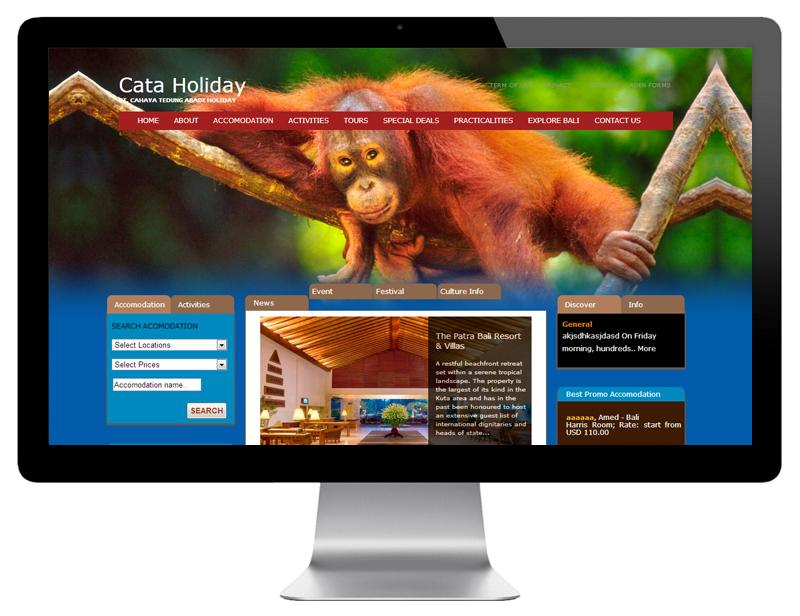 Cata Holiday
PT. CAHAYA TEDUNG ABADI HOLIDAY
TERM OF
FORMS
HOME ABOUT ACCOMODATION ACTIVITIES TOURS SPECIAL DEALS PRACTICALITIES EXPLORE BALI CONTACT US
Event Festival Culture Info
Accomodation Activities
News
Discover Info
SEARCH ACOMODATION
Select Locations
Select Prices
Accomodation name..
SEARCH
The Patra Bali Resort
& Villas
A restful beachfront retreat
set within a serene tropical
landscape. The property is
the largest of its kind in the
Kuta area and has in the
past been honoured to host
an extensive guest list of
international dignitaries and
heads of state...
General
akjsdhkasjdasd On Friday
morning, hundreds.. More
Best Promo Accomodation
aaaaaa, Amed - Bali
Harris Room; Rate: start from
USD 110.00